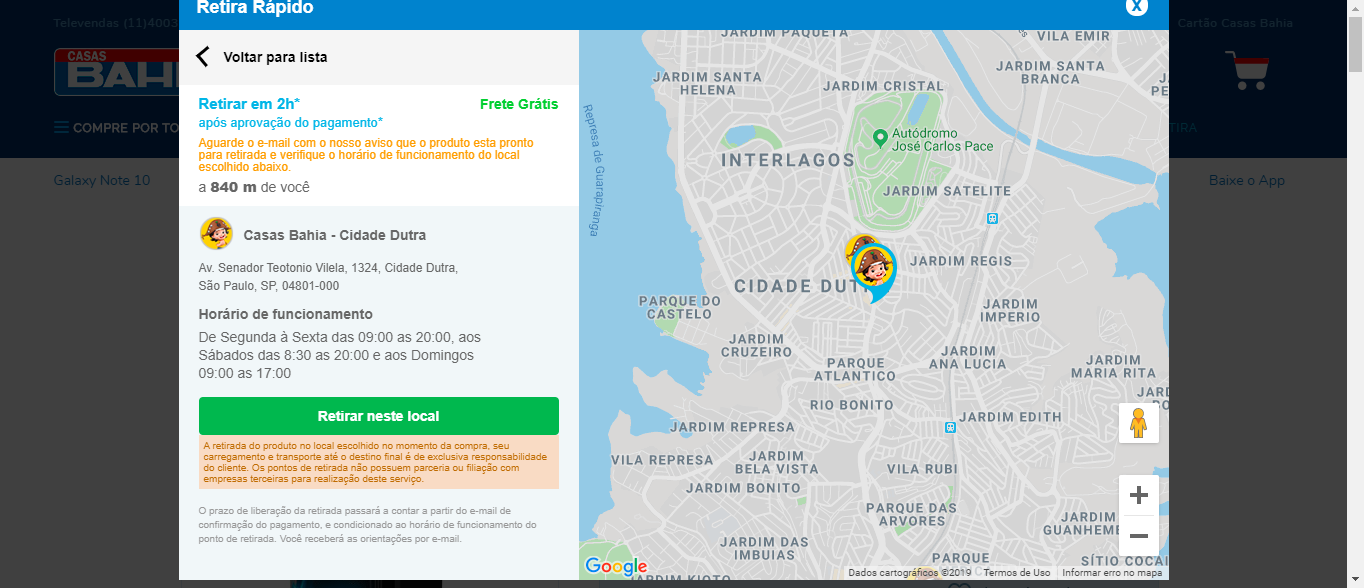 Televendas (11)4003
Cartão Casas Bahia
CASAS
BAHI
COMPRE POR TO
TIRA
Galaxy Note 10
Baixe o App
Retira Rápido
X
Voltar para lista
Retirar em 2h*
Frete Grátis
após aprovação do pagamento*
Aguarde o e-mail com o nosso aviso que o produto esta pronto
para retirada e verifique o horário de funcionamento do local
escolhido abaixo.
a 840 m de você
Casas Bahia - Cidade Dutra
Av. Senador Teotonio Vilela, 1324, Cidade Dutra,
São Paulo, SP, 04801-000
Horário de funcionamento
De Segunda à Sexta das 09:00 as 20:00, aos
Sábados das 8:30 as 20:00 e aos Domingos
09:00 as 17:00
Retirar neste local
A retirada do produto no local escolhido no momento da compra, seu
carregamento e transporte até o destino final é de exclusiva responsabilidade
do cliente. Os pontos de retirada não possuem parceria ou filiação com
empresas terceiras para realização deste serviço.
O prazo de liberação da retirada passará a contar a partir do e-mail de
confirmação do pagamento, e condicionado ao horário de funcionamento do
ponto de retirada. Você receberá as orientações por e-mail.
JARDIM PAQUETA
VILA EMIR
JARDIM SANTA
HELENA
JARDIM SANTA
BRANCA
JARDIM CRISTAL
Represa de Guarapiranga
Autódromo
José Carlos Pace
INTERLAGOS
JARDIM SATELITE
JARDIM REGIS
CIDADE DUT
PARQUE DO
CASTELO
JARDIM
IMPERIO
JARDIM
CRUZEIRO
JARDIM
ANA LUCIA
PARQUE
ATLANTICO
JARDIM
MARIA RITA
RIO BONITO
JARDIM EDITH
JARDIM REPRESA
VILA REPRESA
JARDIM
BELA VISTA
VILA RUBI
JARDIM BONITO
PARQUE DAS
ARVORES
JARDIM
GUANHEM
JARDIM DAS
IMBUIAS
PARQUE
SÍTIO COCAI
JARDIM KIOTO
Google
Dados cartográficos ©2019
Termos de Uso
Informar erro no mapa